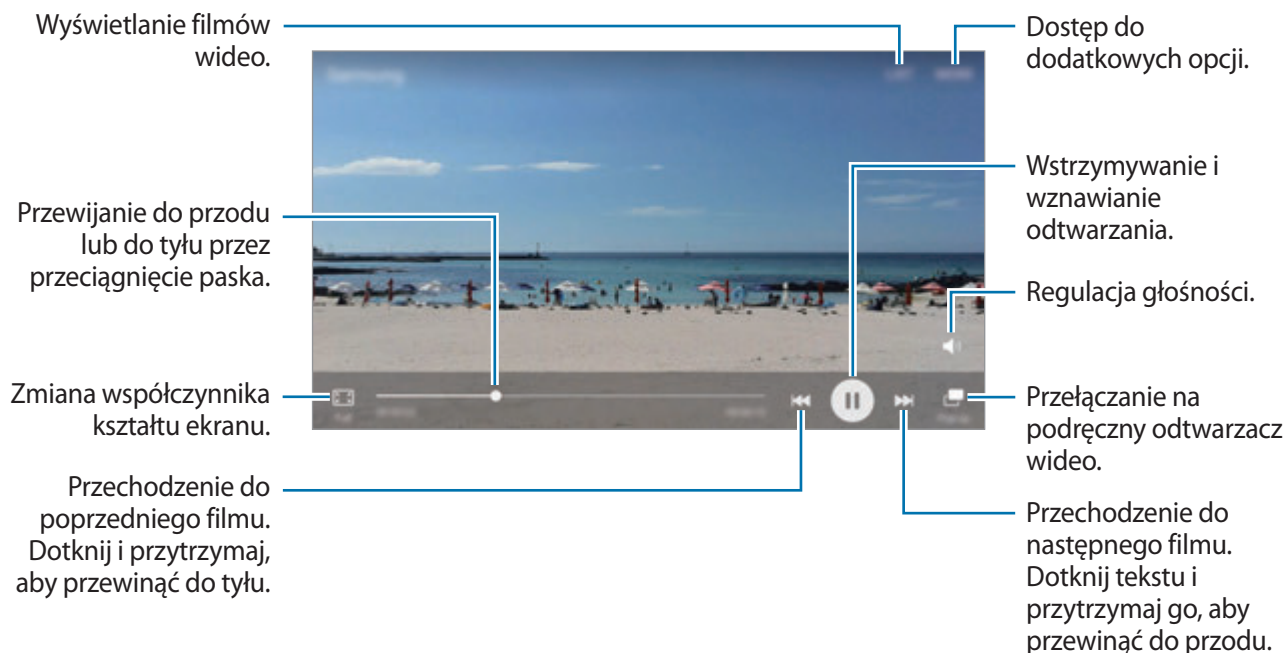 Wyświetlanie filmów
wideo.
Przewijanie do przodu
lub do tyłu przez
przeciągnięcie paska.
Zmiana współczynnika
kształtu ekranu.
Przechodzenie do
poprzedniego filmu.
Dotknij i przytrzymaj,
aby przewinąć do tyłu.
Dostęp do
dodatkowych opcji.
Wstrzymywanie i
wznawianie
odtwarzania.
Regulacja głośności.
Przełączanie na
podręczny odtwarzacz
wideo.
Przechodzenie do
następnego filmu.
Dotknij tekstu i
przytrzymaj go, aby
przewinąć do przodu.